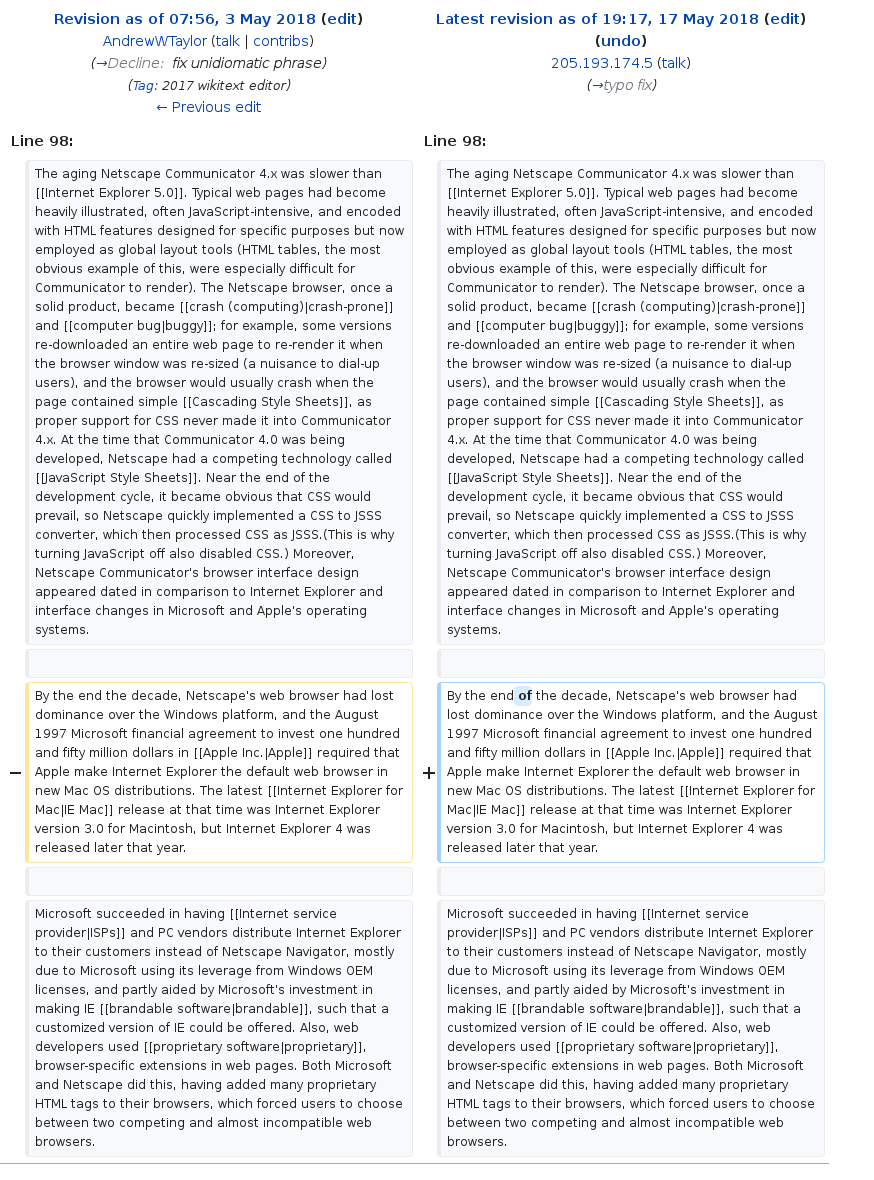 Revision as of 07:56, 3 May 2018 (edit)
AndrewWTaylor (talk | contribs)
(→Decline: fix unidiomatic phrase)
(Tag: 2017 wikitext editor)
← Previous edit
Latest revision as of 19:17, 17 May 2018 (edit)
(undo)
205.193.174.5 (talk)
(→typo fix)
Line 98:
Line 98:
The aging Netscape Communicator 4.x was slower than
[[Internet Explorer 5.0]]. Typical web pages had become
heavily illustrated, often JavaScript-intensive, and encoded
with HTML features designed for specific purposes but now
employed as global layout tools (HTML tables, the most
obvious example of this, were especially difficult for
Communicator to render). The Netscape browser, once a
solid product, became [[crash (computing)|crash-prone]]
and [[computer bug|buggy]]; for example, some versions
re-downloaded an entire web page to re-render it when
the browser window was re-sized (a nuisance to dial-up
users), and the browser would usually crash when the
page contained simple [[Cascading Style Sheets]], as
proper support for CSS never made it into Communicator
4.x. At the time that Communicator 4.0 was being
developed, Netscape had a competing technology called
[[JavaScript Style Sheets]]. Near the end of the
development cycle, it became obvious that CSS would
prevail, so Netscape quickly implemented a CSS to JSSS
converter, which then processed CSS as JSSS.(This is why
turning JavaScript off also disabled CSS.) Moreover,
Netscape Communicator's browser interface design
appeared dated in comparison to Internet Explorer and
interface changes in Microsoft and Apple's operating
systems.
The aging Netscape Communicator 4.x was slower than
[[Internet Explorer 5.0]]. Typical web pages had become
heavily illustrated, often JavaScript-intensive, and encoded
with HTML features designed for specific purposes but now
employed as global layout tools (HTML tables, the most
obvious example of this, were especially difficult for
Communicator to render). The Netscape browser, once a
solid product, became [[crash (computing)|crash-prone]]
and [[computer bug|buggy]]; for example, some versions
re-downloaded an entire web page to re-render it when
the browser window was re-sized (a nuisance to dial-up
users), and the browser would usually crash when the
page contained simple [[Cascading Style Sheets]], as
proper support for CSS never made it into Communicator
4.x. At the time that Communicator 4.0 was being
developed, Netscape had a competing technology called
[[JavaScript Style Sheets]]. Near the end of the
development cycle, it became obvious that CSS would
prevail, so Netscape quickly implemented a CSS to JSSS
converter, which then processed CSS as JSSS.(This is why
turning JavaScript off also disabled CSS.) Moreover,
Netscape Communicator's browser interface design
appeared dated in comparison to Internet Explorer and
interface changes in Microsoft and Apple's operating
systems.
−
By the end the decade, Netscape's web browser had lost
dominance over the Windows platform, and the August
1997 Microsoft financial agreement to invest one hundred
and fifty million dollars in [[Apple Inc.|Apple]] required that
Apple make Internet Explorer the default web browser in
new Mac OS distributions. The latest [[Internet Explorer for
Mac|IE Mac]] release at that time was Internet Explorer
version 3.0 for Macintosh, but Internet Explorer 4 was
released later that year.
+
By the end of the decade, Netscape's web browser had
lost dominance over the Windows platform, and the August
1997 Microsoft financial agreement to invest one hundred
and fifty million dollars in [[Apple Inc.|Apple]] required that
Apple make Internet Explorer the default web browser in
new Mac OS distributions. The latest [[Internet Explorer for
Mac|IE Mac]] release at that time was Internet Explorer
version 3.0 for Macintosh, but Internet Explorer 4 was
released later that year.
Microsoft succeeded in having [[Internet service
provider|ISPs]] and PC vendors distribute Internet Explorer
to their customers instead of Netscape Navigator, mostly
due to Microsoft using its leverage from Windows OEM
licenses, and partly aided by Microsoft's investment in
making IE [[brandable software|brandable]], such that a
customized version of IE could be offered. Also, web
developers used [[proprietary software|proprietary]],
browser-specific extensions in web pages. Both Microsoft
and Netscape did this, having added many proprietary
HTML tags to their browsers, which forced users to choose
between two competing and almost incompatible web
browsers.
Microsoft succeeded in having [[Internet service
provider|ISPs]] and PC vendors distribute Internet Explorer
to their customers instead of Netscape Navigator, mostly
due to Microsoft using its leverage from Windows OEM
licenses, and partly aided by Microsoft's investment in
making IE [[brandable software|brandable]], such that a
customized version of IE could be offered. Also, web
developers used [[proprietary software|proprietary]],
browser-specific extensions in web pages. Both Microsoft
and Netscape did this, having added many proprietary
HTML tags to their browsers, which forced users to choose
between two competing and almost incompatible web
browsers.